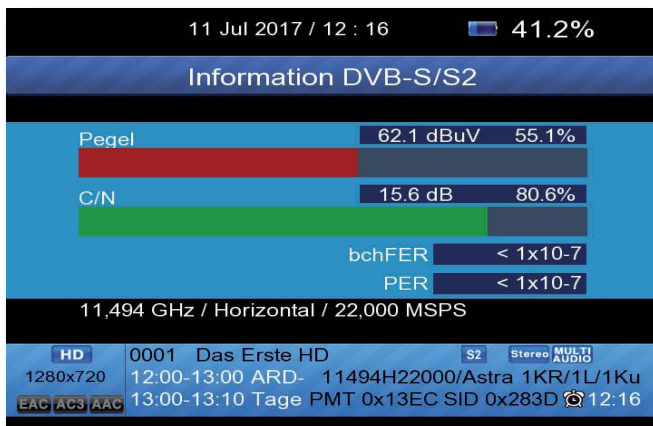 11 Jul 2017 / 12 : 16 41.2%
Information DVB-S/S2
Pegel 62.1 dBuV 55.1%
C/N 15.6 dB 80.6%
bchFER < 1x10-7
PER < 1x10-7
11,494 GHz / Horizontal / 22,000 MSPS
HD 0001 Das Erste HD S2 Stereo MULTI AUDIO
1280x720 12:00-13:00 ARD- 11494H22000/Astra 1KR/1L/1Ku
EAC AC3 AAC 13:00-13:10 Tage PMT 0x13EC SID 0x283D 12:16